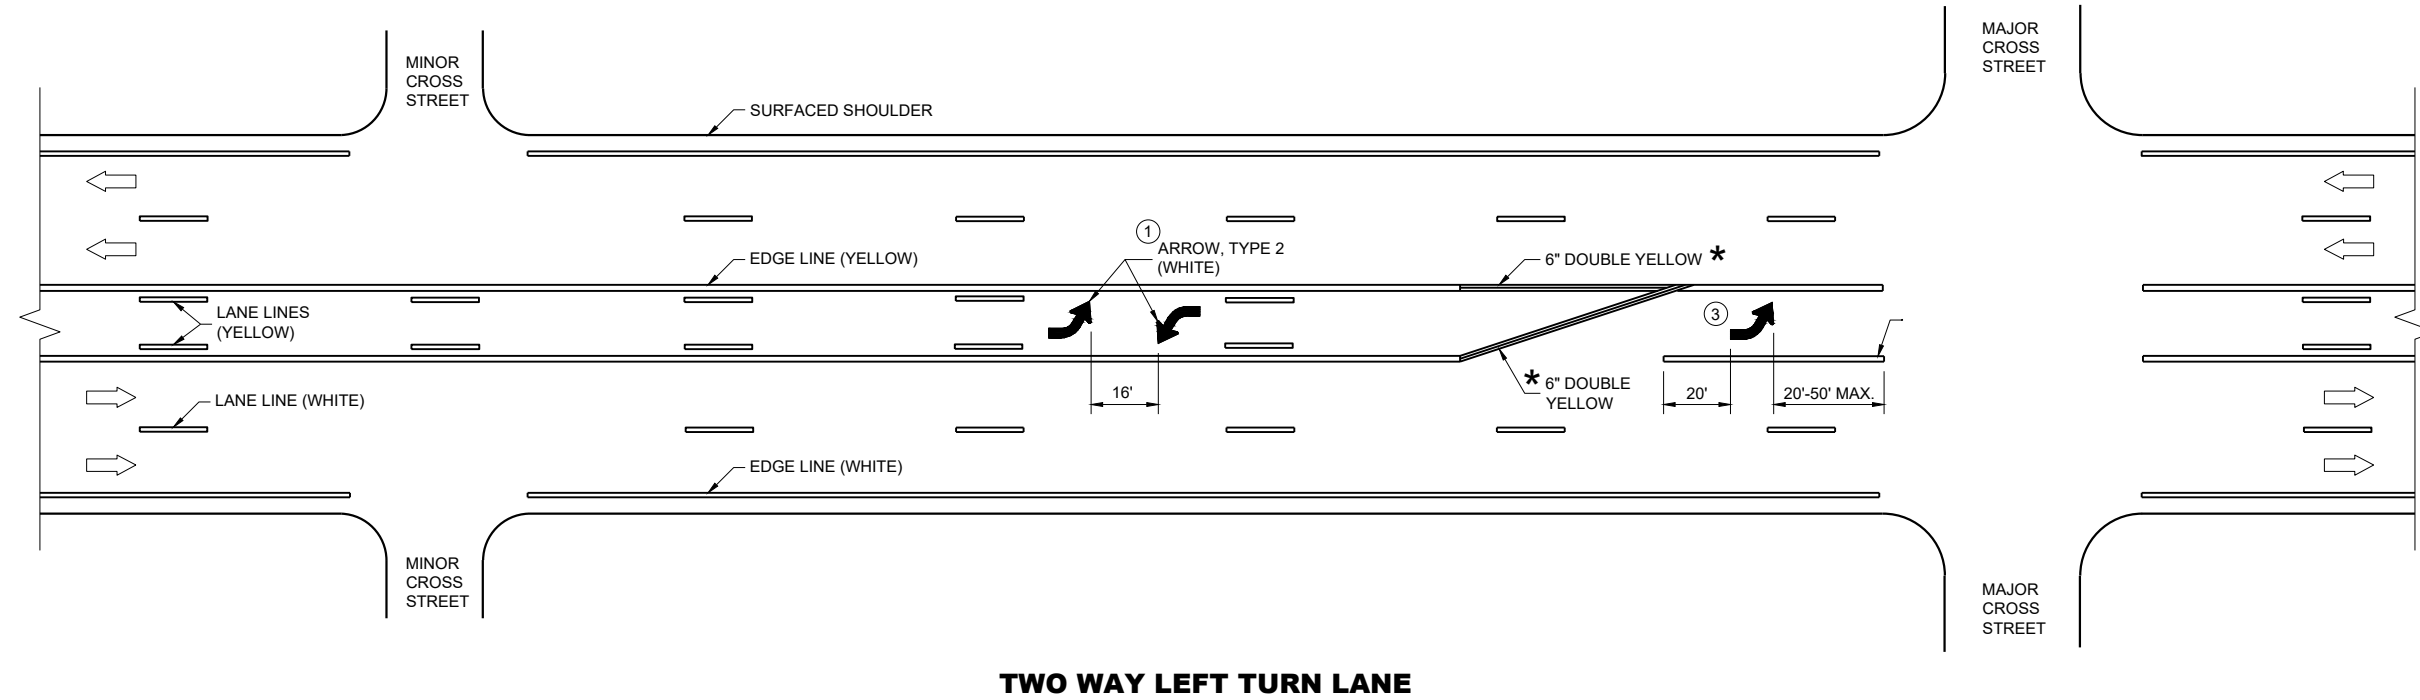 MINOR
CROSS
STREET
MAJOR
CROSS
STREET
SURFACED SHOULDER
1
ARROW, TYPE 2
(WHITE)
EDGE LINE (YELLOW)
6" DOUBLE YELLOW *
LANE LINES
(YELLOW)
3
* 6" DOUBLE
YELLOW
16'
20'
20'-50' MAX.
LANE LINE (WHITE)
EDGE LINE (WHITE)
MINOR
CROSS
STREET
MAJOR
CROSS
STREET
TWO WAY LEFT TURN LANE